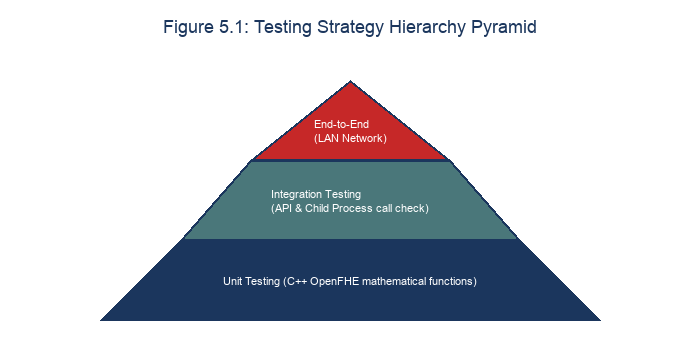 Figure 5.1: Testing Strategy Hierarchy Pyramid
End-to-End
(LAN Network)
Integration Testing
(API & Child Process call check)
Unit Testing (C++ OpenFHE mathematical functions)